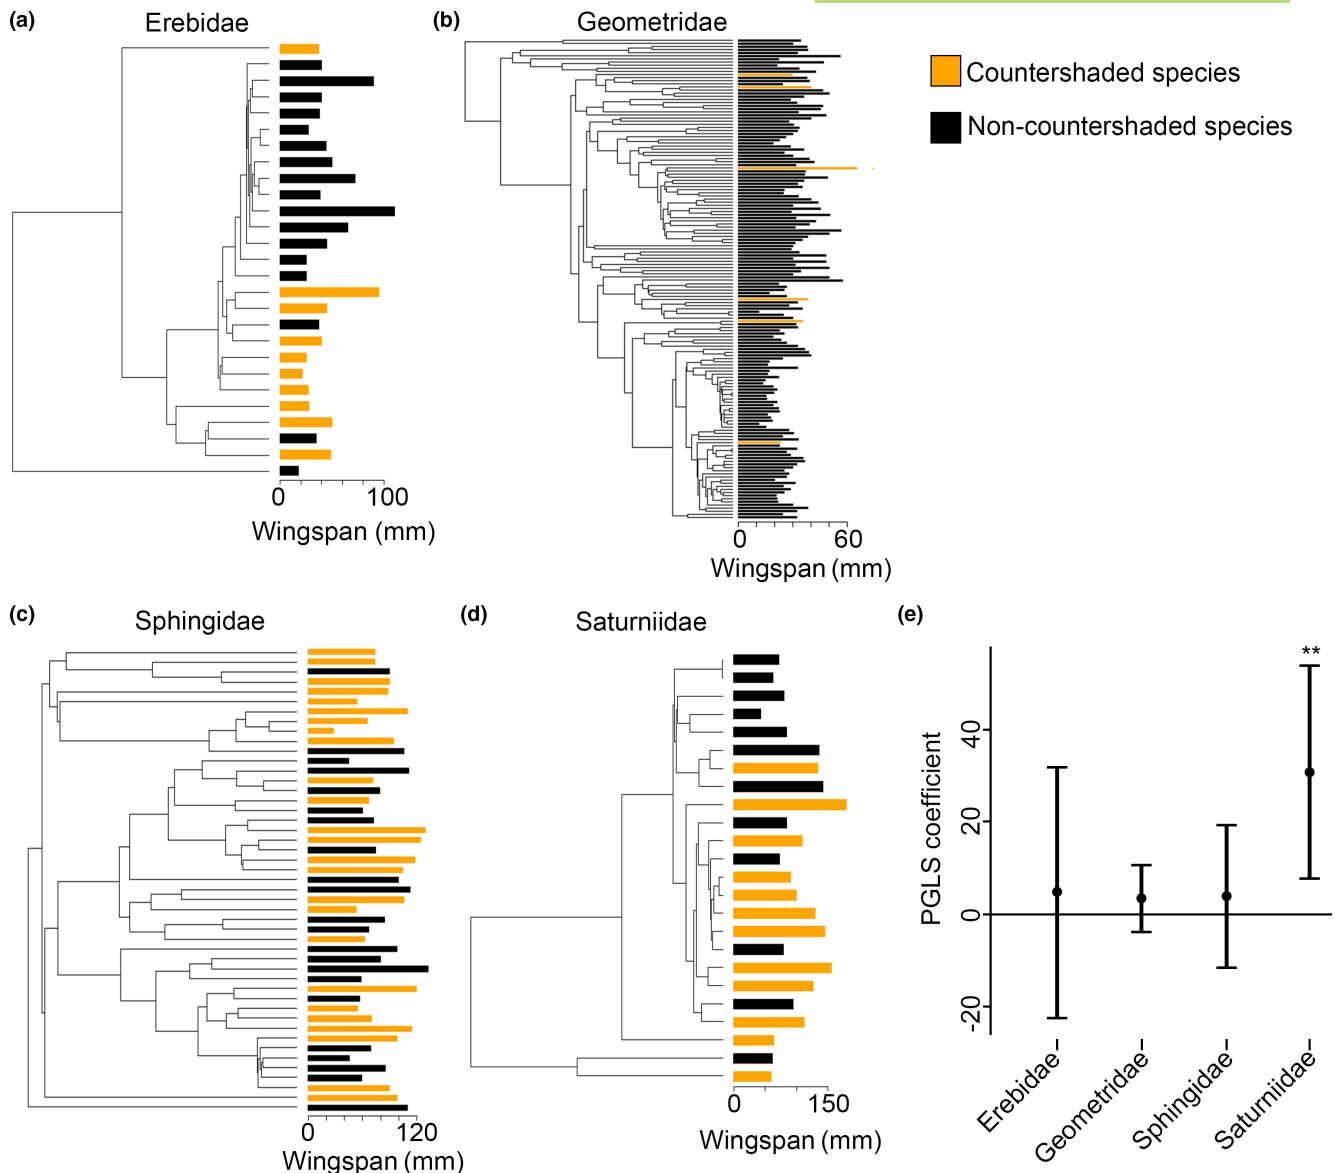 (a)
Erebidae
0
100
Wingspan (mm)
(b)
Geometridae
0
60
Wingspan (mm)
Countershaded species
Non-countershaded species
(c)
Sphingidae
0
120
Wingspan (mm)
(d)
Saturniidae
0
150
Wingspan (mm)
(e)
**
PGLS coefficient
40
20
0
-20
Erebidae
Geometridae
Sphingidae
Saturniidae